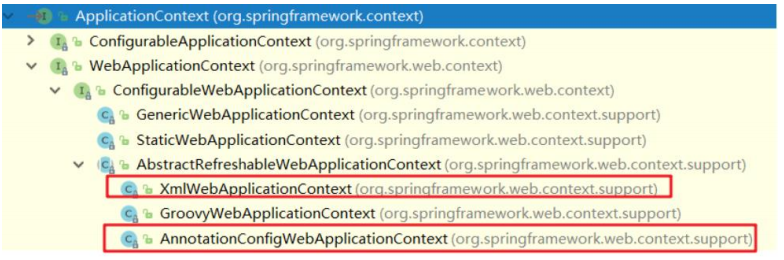 ApplicationContext (org.springframework.context)
ConfigurableApplicationContext (org.springframework.context)
WebApplicationContext (org.springframework.web.context)
ConfigurableWebApplicationContext (org.springframework.web.context)
GenericWebApplicationContext (org.springframework.web.context.support)
StaticWebApplicationContext (org.springframework.web.context.support)
AbstractRefreshableWebApplicationContext (org.springframework.web.context.support)
XmlWebApplicationContext (org.springframework.web.context.support)
GroovyWebApplicationContext (org.springframework.web.context.support)
AnnotationConfigWebApplicationContext (org.springframework.web.context.support)